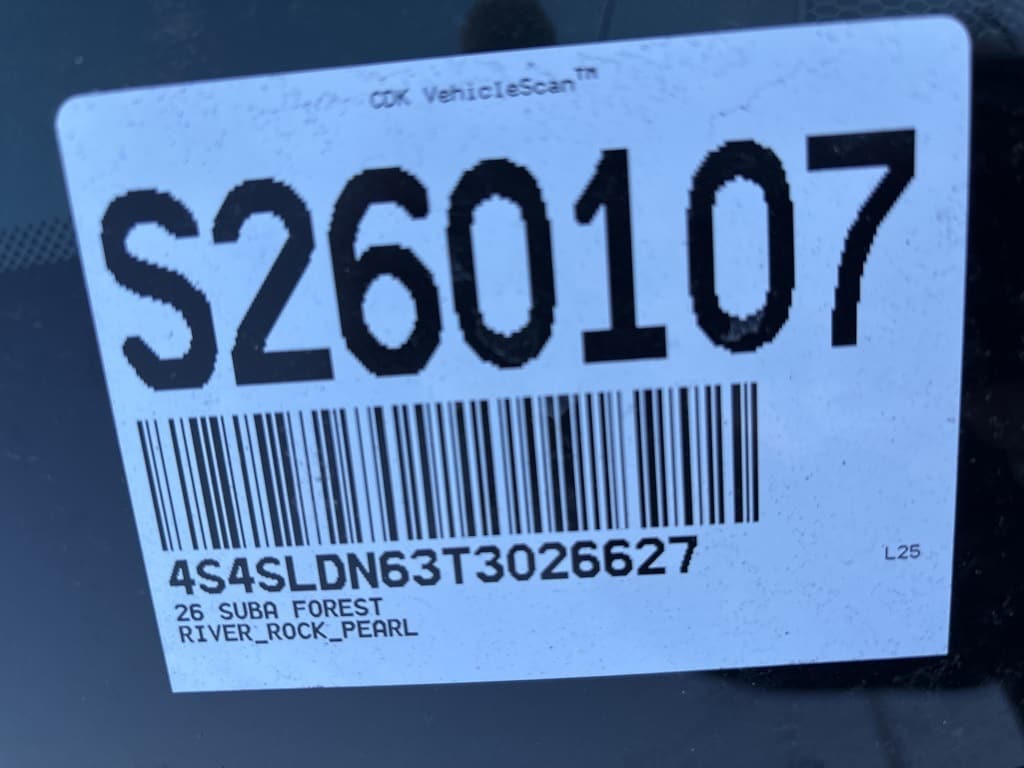 CDK VehicleScan™
S260107
4S4SLDN63T3026627
26 SUBA FOREST
RIVER_ROCK_PEARL
L25